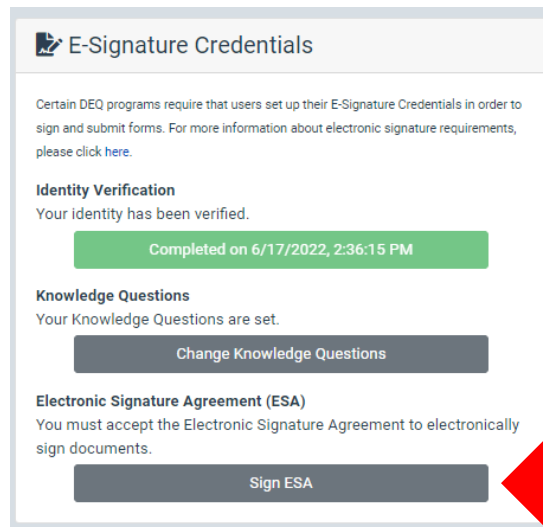 E-Signature Credentials
Certain DEQ programs require that users set up their E-Signature Credentials in order to
sign and submit forms. For more information about electronic signature requirements,
please click here.
Identity Verification
Your identity has been verified.
Completed on 6/17/2022, 2:36:15 PM
Knowledge Questions
Your Knowledge Questions are set.
Change Knowledge Questions
Electronic Signature Agreement (ESA)
You must accept the Electronic Signature Agreement to electronically
sign documents.
Sign ESA